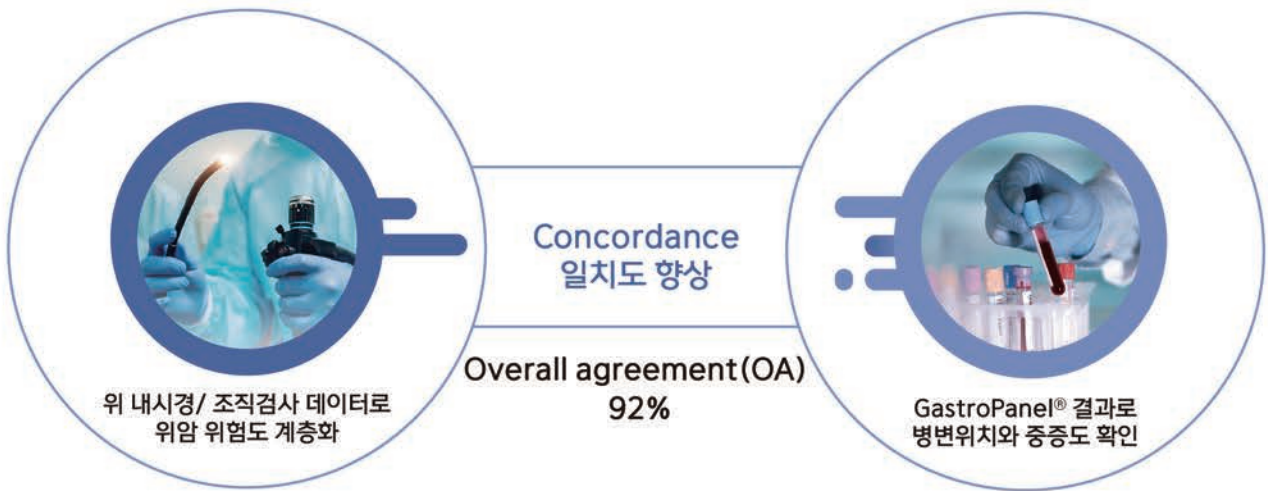 Concordance
일치도 향상
Overall agreement(OA)
92%
위 내시경/ 조직검사 데이터로
위암 위험도 계층화
GastroPanel® 결과로
병변위치와 중증도 확인